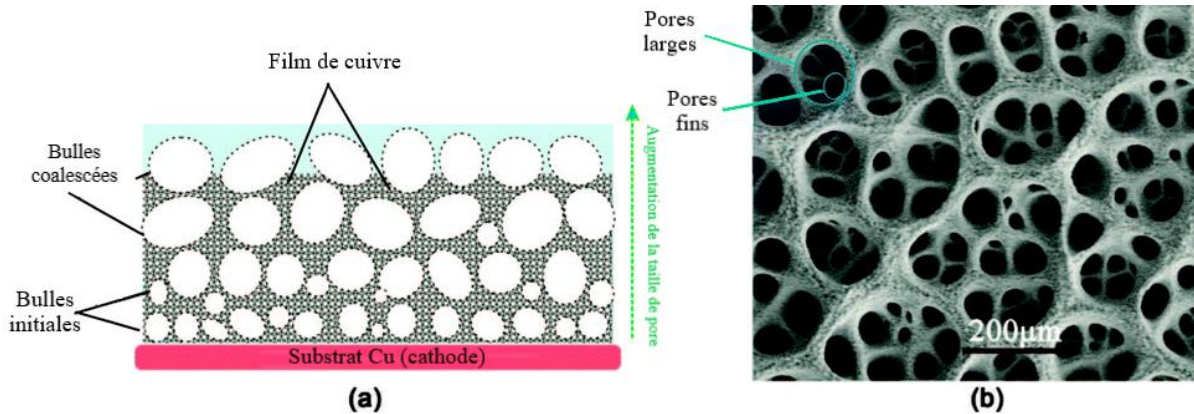 Film de cuivre
Bulles
coalescées
Bulles
initiales
Augmentation de la taille de pore
Substrat Cu (cathode)
(a)
Pores
larges
Pores
fins
200µm
(b)